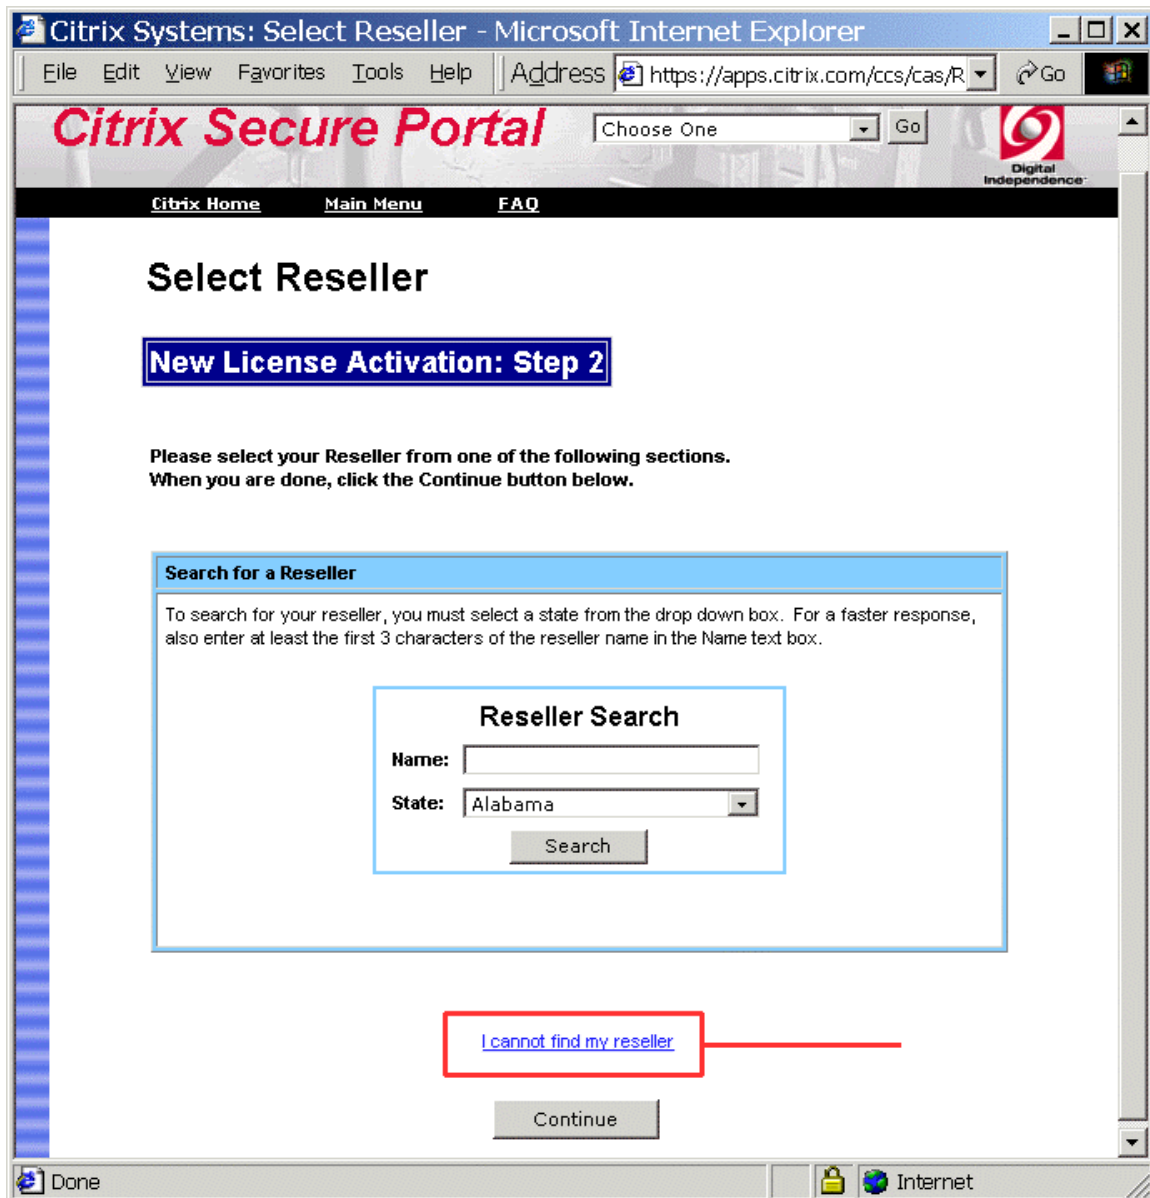 Citrix Systems: Select Reseller - Microsoft Internet Explorer
File Edit View Favorites Tools Help Address https://apps.citrix.com/ccs/cas/R Go
Citrix Secure Portal Choose One Go
Digital
Independence
Citrix Home Main Menu FAQ
Select Reseller
New License Activation: Step 2
Please select your Reseller from one of the following sections.
When you are done, click the Continue button below.
Search for a Reseller
To search for your reseller, you must select a state from the drop down box. For a faster response,
also enter at least the first 3 characters of the reseller name in the Name text box.
Reseller Search
Name:
State: Alabama
Search
I cannot find my reseller
Continue
Done Internet